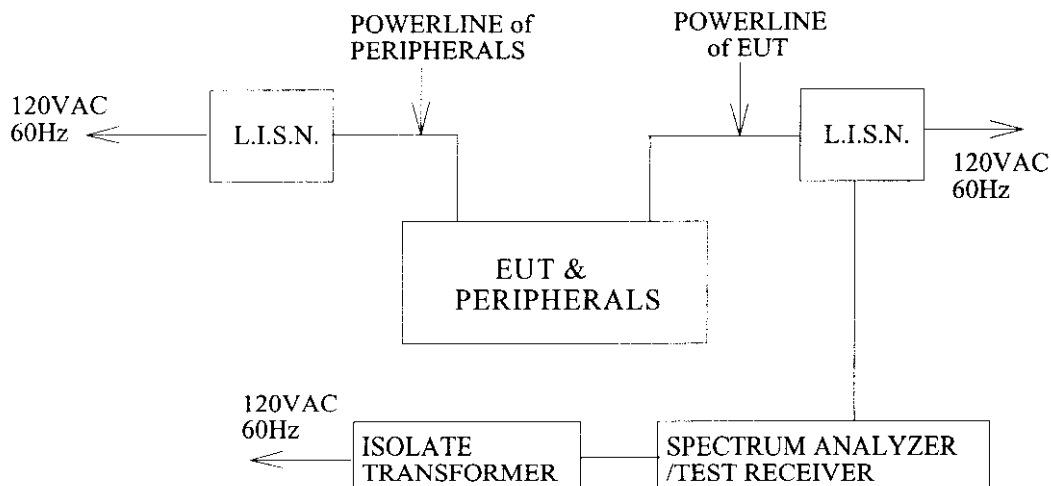 POWERLINE of
PERIPHERALS
POWERLINE
of EUT
120VAC
60Hz
L.I.S.N.
L.I.S.N.
120VAC
60Hz
EUT &
PERIPHERALS
120VAC
60Hz
ISOLATE
TRANSFORMER
SPECTRUM ANALYZER
/TEST RECEIVER